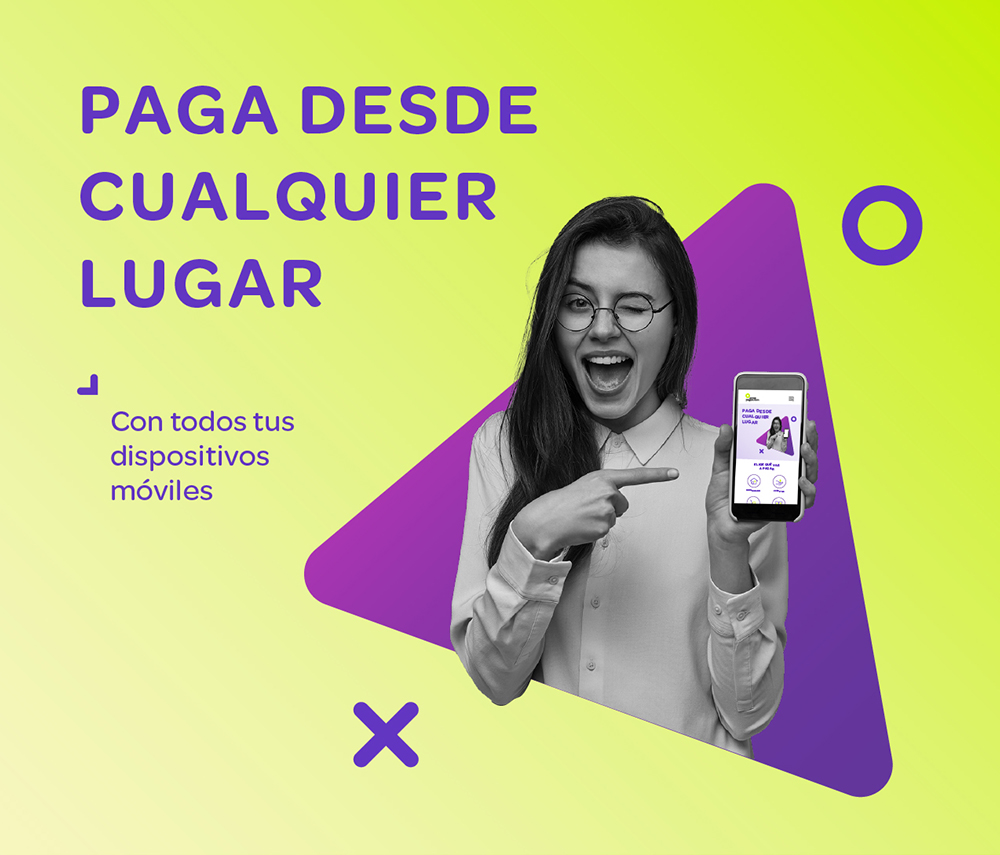 PAGA DESDE
CUALQUIER
LUGAR
Con todos tus
dispositivos
móviles
PAGA DESDE
CUALQUIER
LUGAR